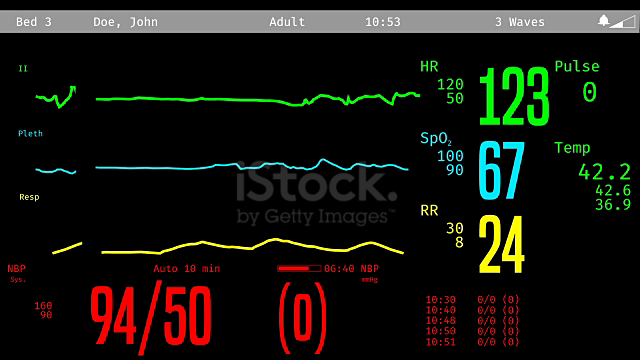 Bed 3 Doe, John Adult 10:53 3 Waves
II
HR
120
50
123
Pulse
0
Pleth
SpO₂
100
90
67
Temp
42.2
42.6
36.9
iStock.
by Getty Images™
Resp
RR
30
8
24
NBP
Sys.
Auto 10 min
06:40 NBP
mmHg
160
90
94/50
(0)
10:30 0/0 (0)
10:40 0/0 (0)
10:48 0/0 (0)
10:50 0/0 (0)
10:51 0/0 (0)